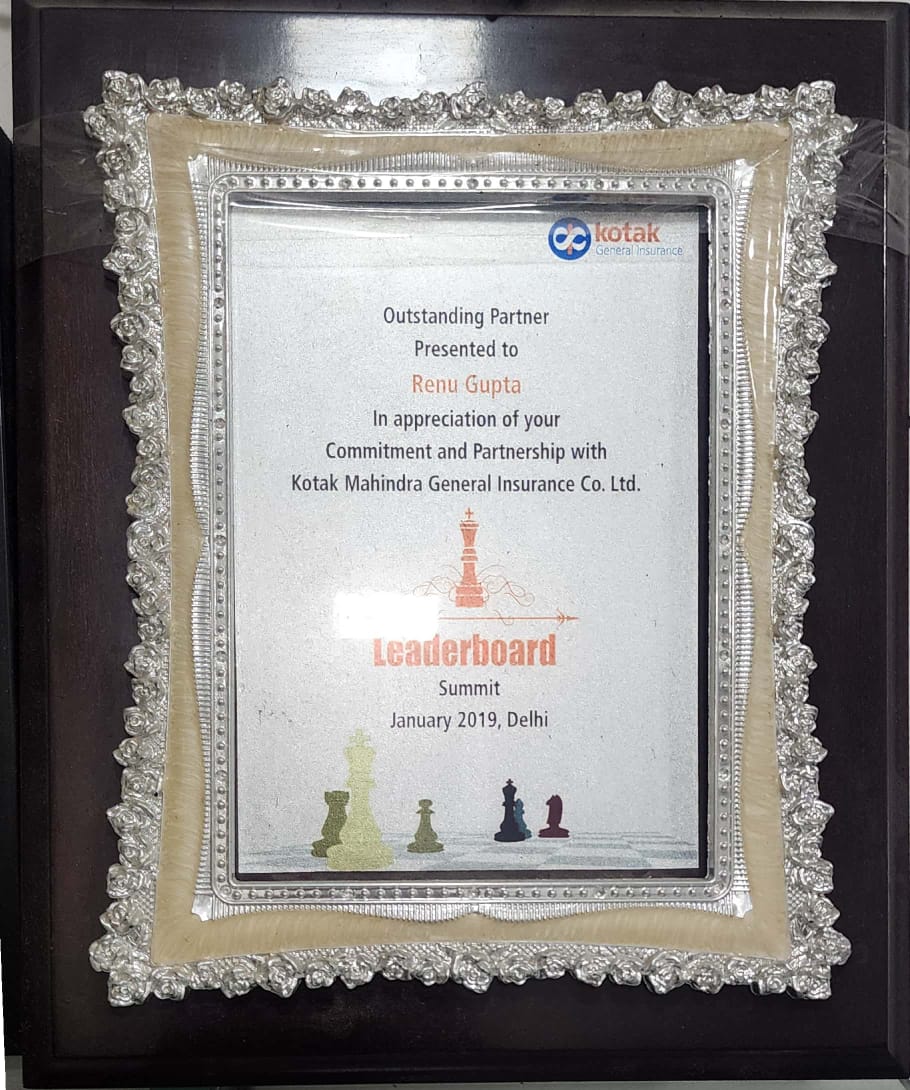 kotak
General Insurance
Outstanding Partner
Presented to
Renu Gupta
In appreciation of your
Commitment and Partnership with
Kotak Mahindra General Insurance Co. Ltd.
Leaderboard
Summit
January 2019, Delhi